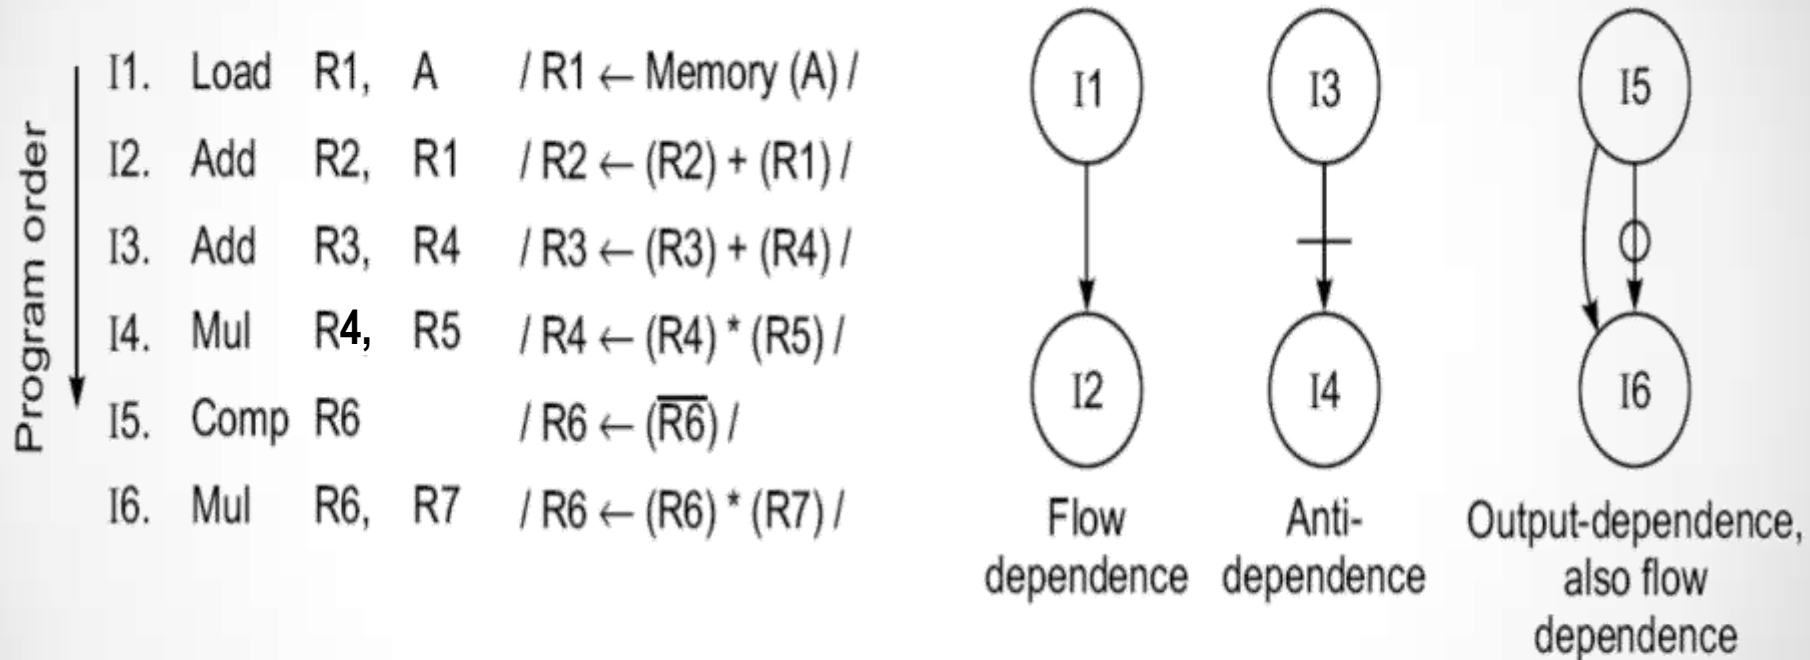 Program order
I1. Load R1, A / R1 ← Memory (A) /
I2. Add R2, R1 / R2 ← (R2) + (R1) /
I3. Add R3, R4 / R3 ← (R3) + (R4) /
I4. Mul R4, R5 / R4 ← (R4) * (R5) /
I5. Comp R6 / R6 ← (R̅6̅) /
I6. Mul R6, R7 / R6 ← (R6) * (R7) /
I1
I2
Flow
dependence
I3
I4
Anti-
dependence
I5
I6
Output-dependence,
also flow
dependence